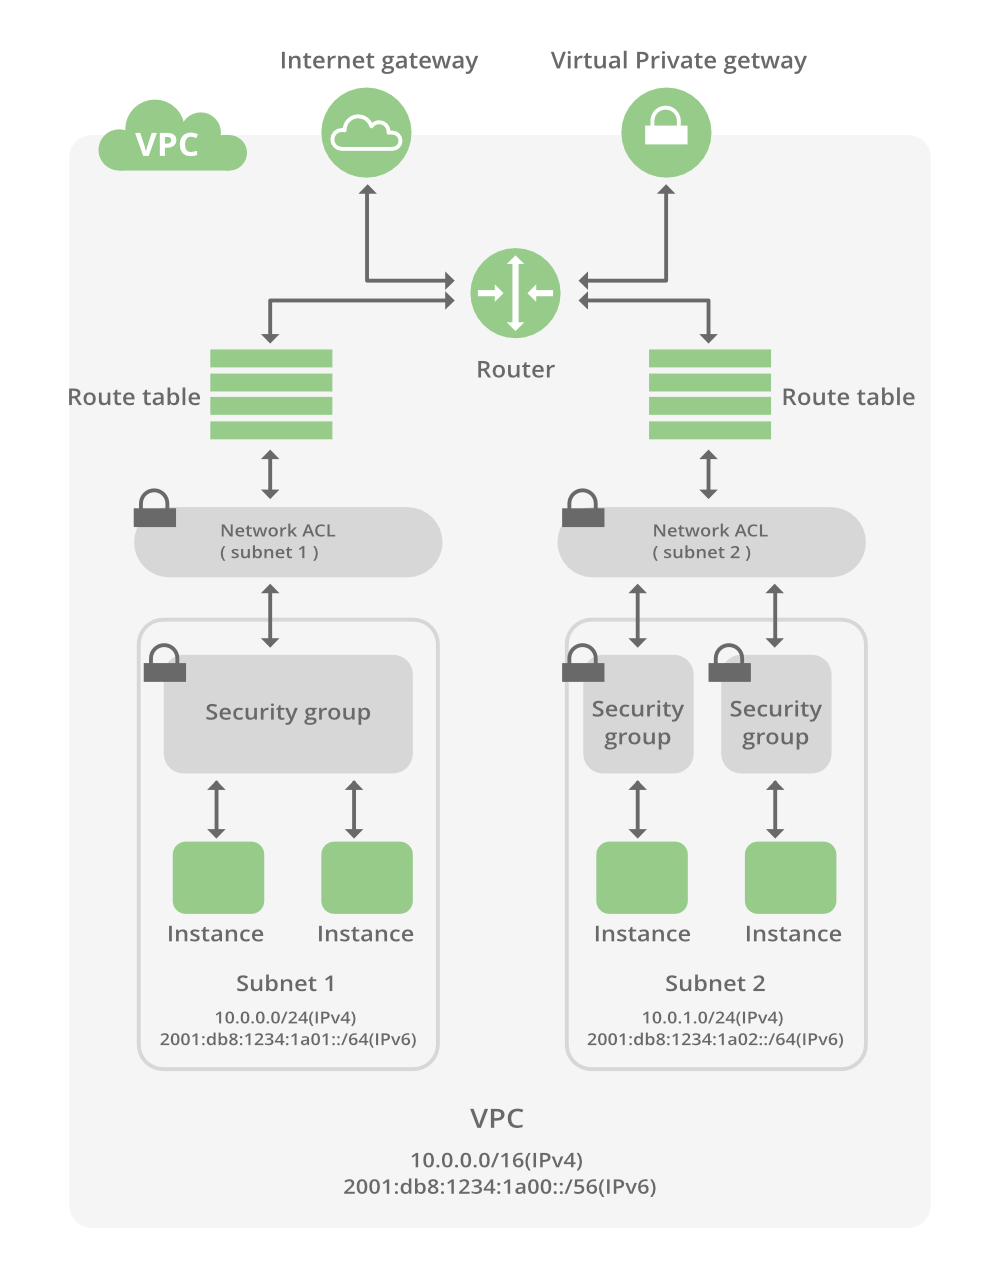 Internet gateway
Virtual Private getway
VPC
Router
Route table
Route table
Network ACL
( subnet 1 )
Network ACL
( subnet 2 )
Security group
Security
group
Security
group
Instance
Instance
Instance
Instance
Subnet 1
10.0.0.0/24(IPv4)
2001:db8:1234:1a01::/64(IPv6)
Subnet 2
10.0.1.0/24(IPv4)
2001:db8:1234:1a02::/64(IPv6)
VPC
10.0.0.0/16(IPv4)
2001:db8:1234:1a00::/56(IPv6)